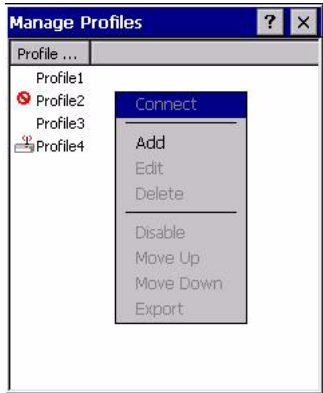 Manage Profiles ? ×
Profile ...
Profile1
Profile2
Profile3
Profile4
Connect
Add
Edit
Delete
Disable
Move Up
Move Down
Export